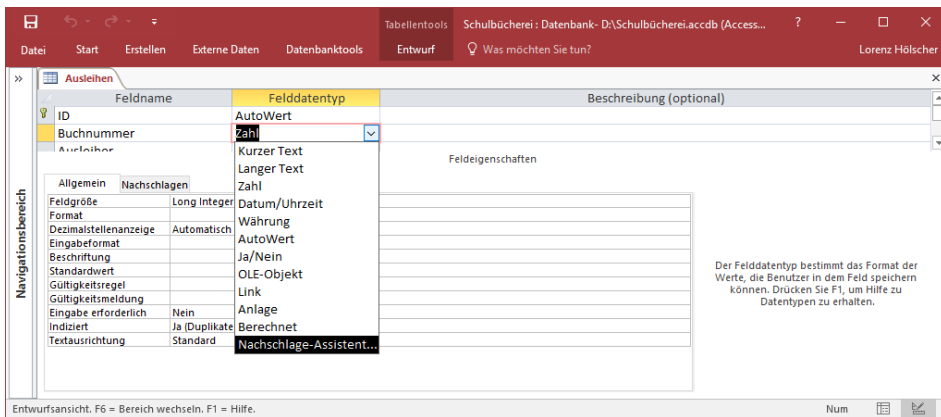 Tabellentools Schulbücherei : Datenbank- D:\Schulbücherei.accdb (Access... ?
Datei Start Erstellen Externe Daten Datenbanktools Entwurf Was möchten Sie tun? Lorenz Hölscher
» Ausleihen
Feldname Felddatentyp Beschreibung (optional)
ID AutoWert
Buchnummer Zahl
Ausleiher
Kurzer Text
Langer Text
Zahl
Datum/Uhrzeit
Währung
AutoWert
Ja/Nein
OLE-Objekt
Link
Anlage
Berechnet
Nachschlage-Assistent...
Feldeigenschaften
Allgemein Nachschlagen
Feldgröße Long Integer
Format
Dezimalstellenanzeige Automatisch
Eingabeformat
Beschriftung
Standardwert
Gültigkeitsregel
Gültigkeitsmeldung
Eingabe erforderlich Nein
Indiziert Ja (Duplikate
Textausrichtung Standard
Der Felddatentyp bestimmt das Format der
Werte, die Benutzer in dem Feld speichern
können. Drücken Sie F1, um Hilfe zu
Datentypen zu erhalten.
Navigationsbereich
Entwurfsansicht. F6 = Bereich wechseln. F1 = Hilfe. Num